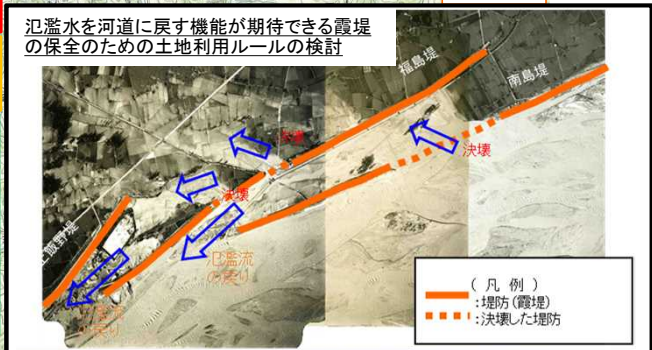 氾濫水を河道に戻す機能が期待できる霞堤
の保全のための土地利用ルールの検討
福島堤
南島堤
決壊
決壊
決壊
上飯野堤
氾濫流
の戻り
氾濫流
の戻り
(凡例)
:堤防(霞堤)
:決壊した堤防